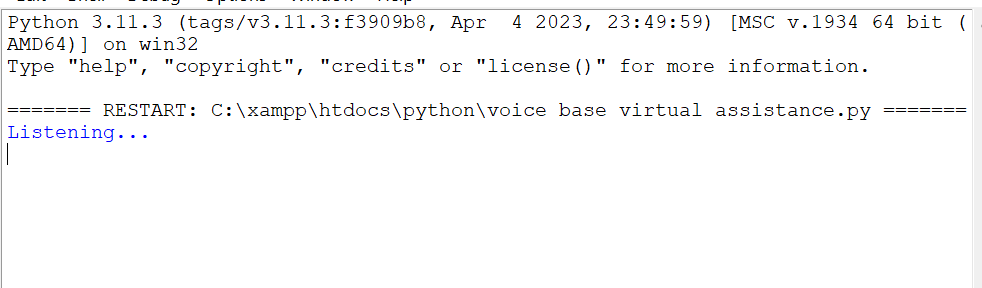 Python 3.11.3 (tags/v3.11.3:f3909b8, Apr  4 2023, 23:49:59) [MSC v.1934 64 bit (
AMD64)] on win32
Type "help", "copyright", "credits" or "license()" for more information.
======= RESTART: C:\xampp\htdocs\python\voice base virtual assistance.py =======
Listening...